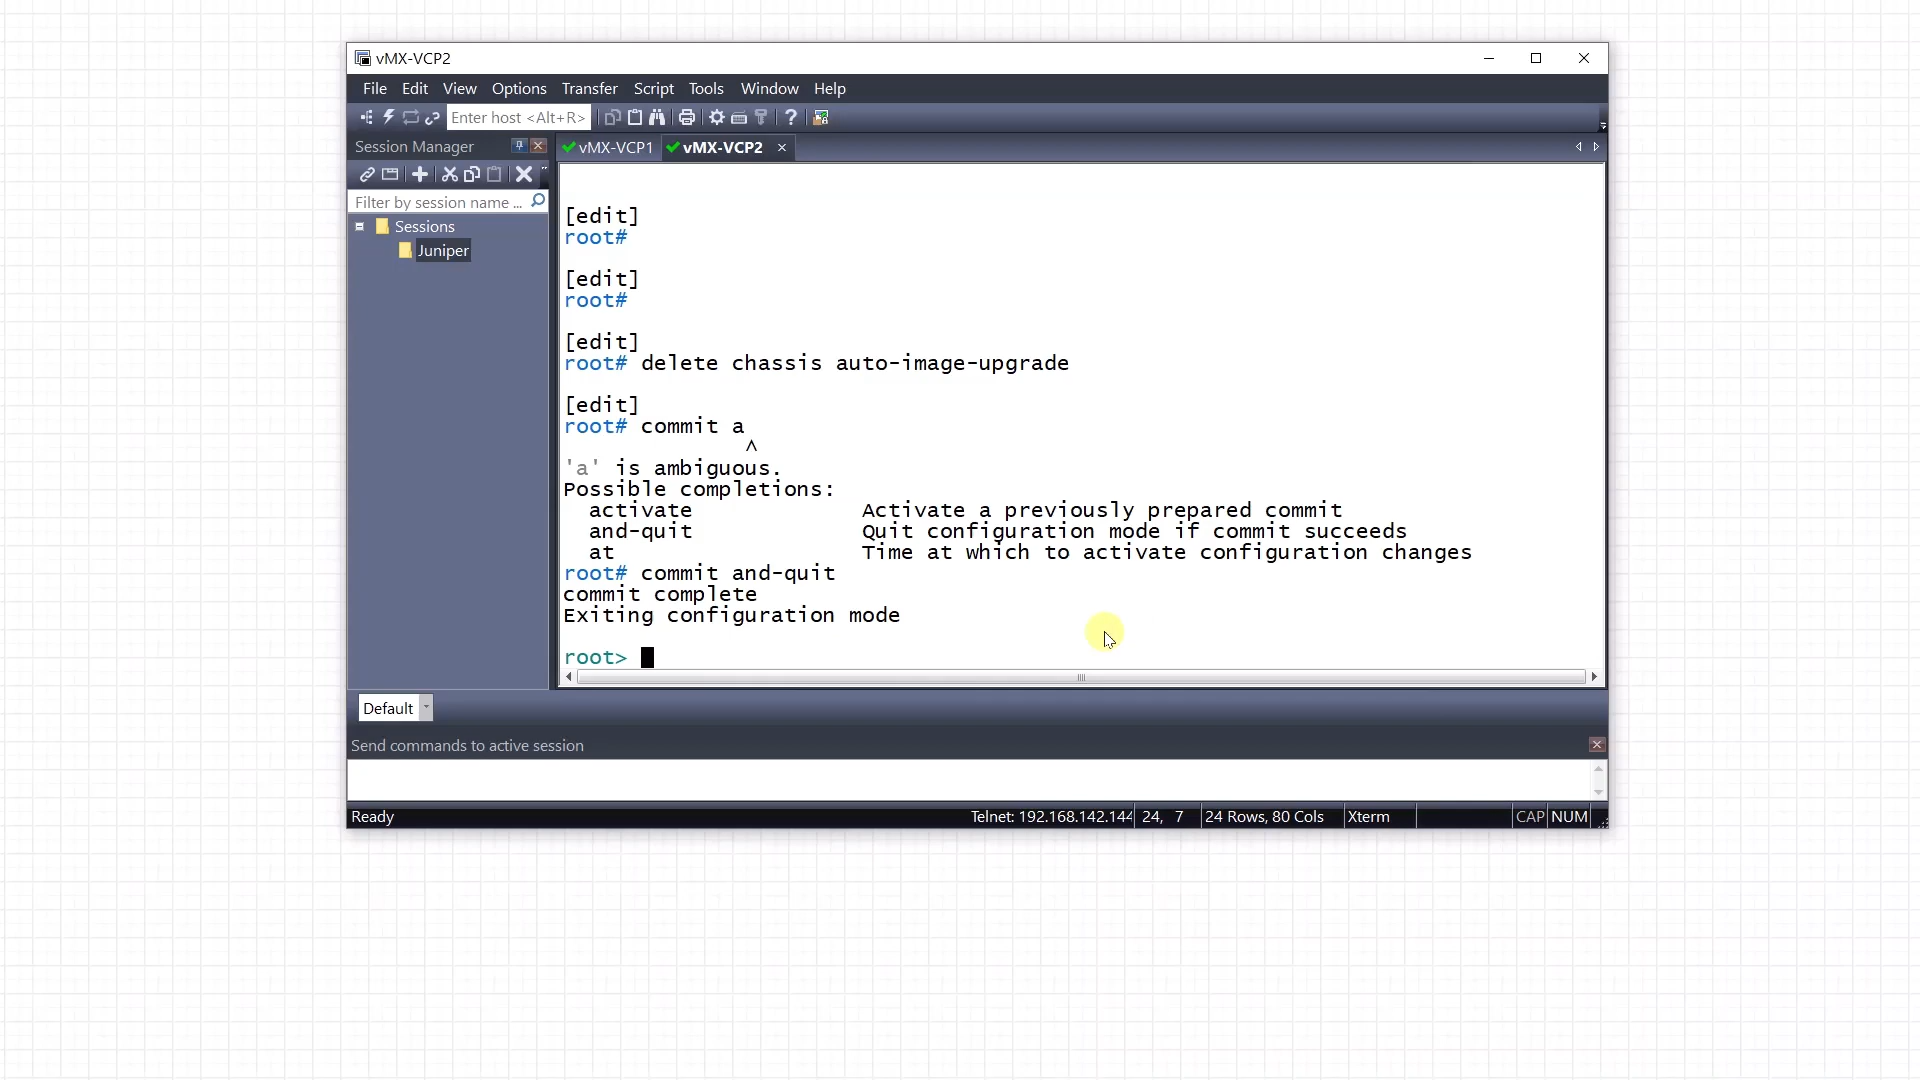 vMX-VCP2
File Edit View Options Transfer Script Tools Window Help
Enter host <Alt+R>
Session Manager
vMX-VCP1 vMX-VCP2
Filter by session name ...
Sessions
Juniper
[edit]
root#
[edit]
root#
[edit]
root# delete chassis auto-image-upgrade
[edit]
root# commit a
^
'a' is ambiguous.
Possible completions:
activate Activate a previously prepared commit
and-quit Quit configuration mode if commit succeeds
at Time at which to activate configuration changes
root# commit and-quit
commit complete
Exiting configuration mode
root>
Default
Send commands to active session
Ready Telnet: 192.168.142.144 24, 7 24 Rows, 80 Cols Xterm CAP NUM